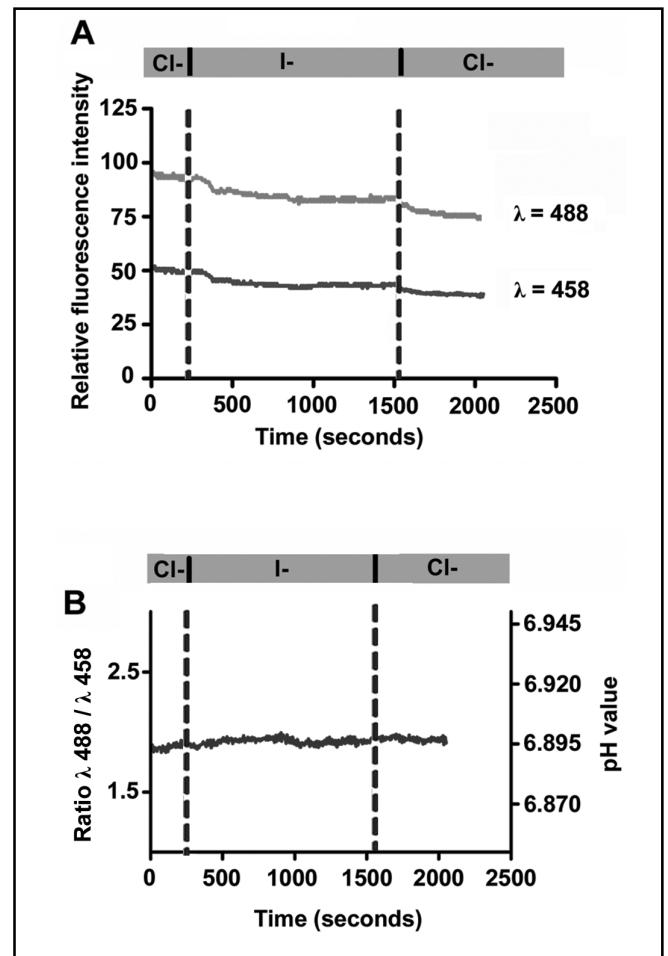 A
Cl- I- Cl-
Relative fluorescence intensity
125
100
75
50
25
0
λ = 488
λ = 458
0 500 1000 1500 2000 2500
Time (seconds)
Cl- I- Cl-
B
Ratio λ 488 / λ 458
2.5
1.5
6.945
6.920
6.895
6.870
pH value
0 500 1000 1500 2000 2500
Time (seconds)